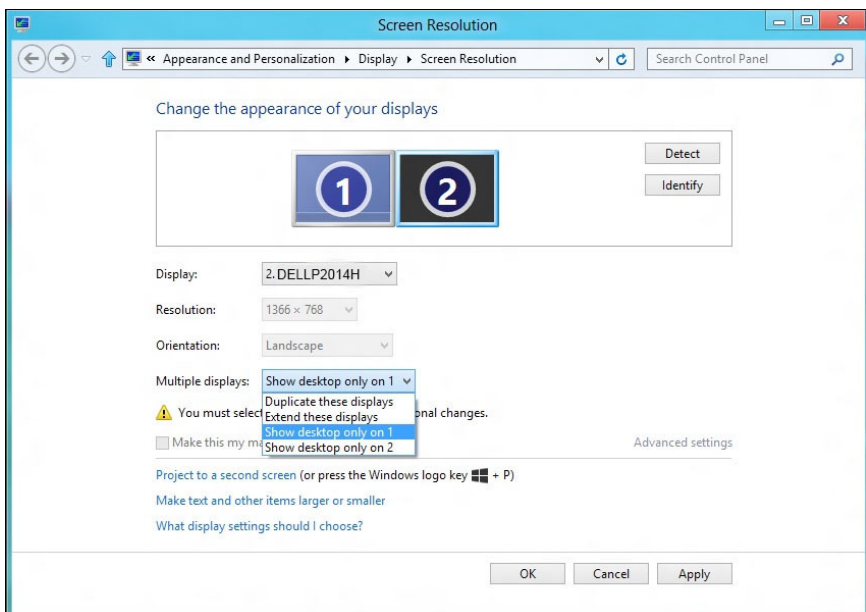 Screen Resolution
« Appearance and Personalization Display Screen Resolution Search Control Panel
Change the appearance of your displays
1 2
Detect
Identify
Display: 2. DELLP2014H
Resolution: 1366 × 768
Orientation: Landscape
Multiple displays: Show desktop only on 1
Duplicate these displays
Extend these displays
Show desktop only on 1
Show desktop only on 2
You must selec onal changes.
Make this my ma Advanced settings
Project to a second screen (or press the Windows logo key + P)
Make text and other items larger or smaller
What display settings should I choose?
OK Cancel Apply